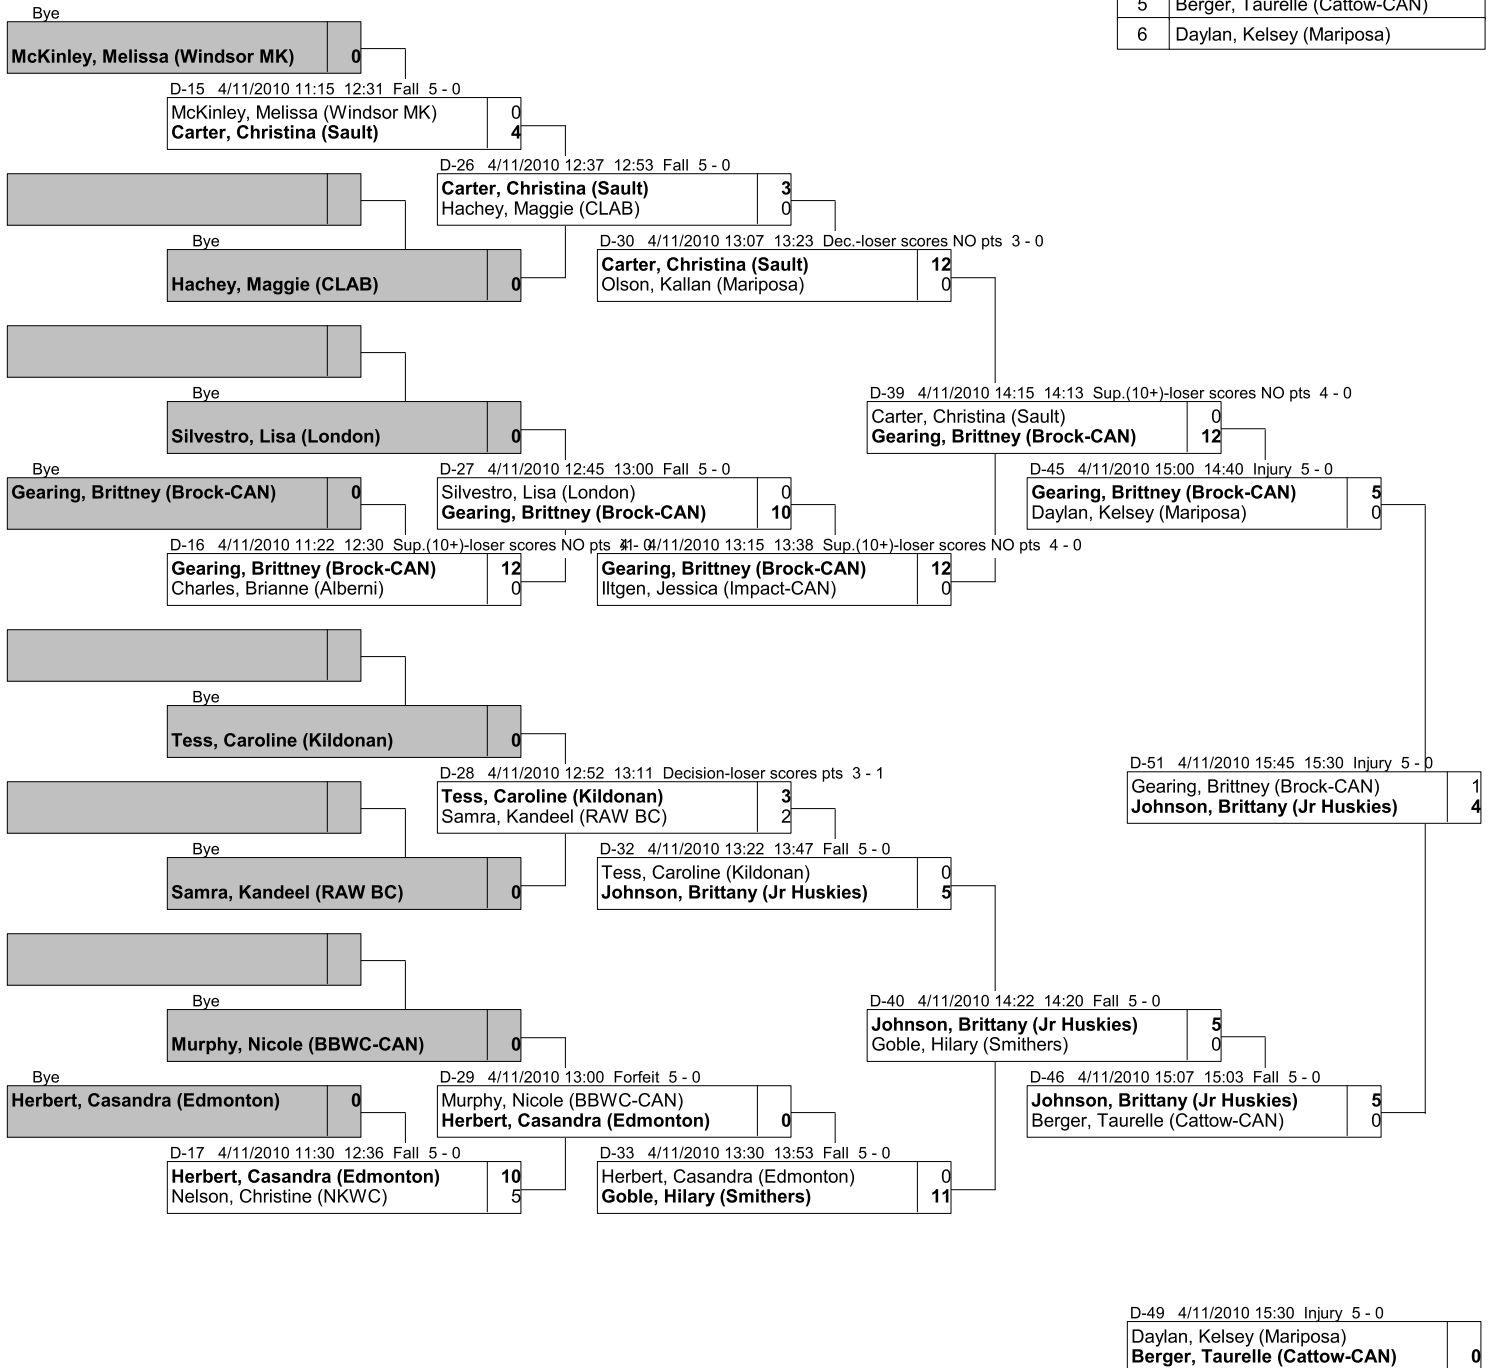 5 Berger, Taurelle (Cattow-CAN)
6 Daylan, Kelsey (Mariposa)
Bye
McKinley, Melissa (Windsor MK) 0
D-15 4/11/2010 11:15 12:31 Fall 5 - 0
McKinley, Melissa (Windsor MK) 0
Carter, Christina (Sault) 4
D-26 4/11/2010 12:37 12:53 Fall 5 - 0
Carter, Christina (Sault) 3
Hachey, Maggie (CLAB) 0
Bye
Hachey, Maggie (CLAB) 0
D-30 4/11/2010 13:07 13:23 Dec.-loser scores NO pts 3 - 0
Carter, Christina (Sault) 12
Olson, Kallan (Mariposa) 0
Bye
Silvestro, Lisa (London) 0
D-39 4/11/2010 14:15 14:13 Sup.(10+)-loser scores NO pts 4 - 0
Carter, Christina (Sault) 0
Gearing, Brittney (Brock-CAN) 12
Bye
Gearing, Brittney (Brock-CAN) 0
D-27 4/11/2010 12:45 13:00 Fall 5 - 0
Silvestro, Lisa (London) 0
Gearing, Brittney (Brock-CAN) 10
D-45 4/11/2010 15:00 14:40 Injury 5 - 0
Gearing, Brittney (Brock-CAN) 5
Daylan, Kelsey (Mariposa) 0
D-16 4/11/2010 11:22 12:30 Sup.(10+)-loser scores NO pts
4/11/2010 13:15 13:38 Sup.(10+)-loser scores NO pts 4 - 0
Gearing, Brittney (Brock-CAN) 12
Charles, Brianne (Alberni) 0
Gearing, Brittney (Brock-CAN) 12
Iltgen, Jessica (Impact-CAN) 0
Bye
Tess, Caroline (Kildonan) 0
D-28 4/11/2010 12:52 13:11 Decision-loser scores pts 3 - 1
Tess, Caroline (Kildonan) 3
Samra, Kandeel (RAW BC) 2
D-51 4/11/2010 15:45 15:30 Injury 5 - 0
Gearing, Brittney (Brock-CAN) 1
Johnson, Brittany (Jr Huskies) 4
Bye
Samra, Kandeel (RAW BC) 0
D-32 4/11/2010 13:22 13:47 Fall 5 - 0
Tess, Caroline (Kildonan) 0
Johnson, Brittany (Jr Huskies) 5
Bye
Murphy, Nicole (BBWC-CAN) 0
D-40 4/11/2010 14:22 14:20 Fall 5 - 0
Johnson, Brittany (Jr Huskies) 5
Goble, Hilary (Smithers) 0
Bye
Herbert, Casandra (Edmonton) 0
D-29 4/11/2010 13:00 Forfeit 5 - 0
Murphy, Nicole (BBWC-CAN)
Herbert, Casandra (Edmonton) 0
D-46 4/11/2010 15:07 15:03 Fall 5 - 0
Johnson, Brittany (Jr Huskies) 5
Berger, Taurelle (Cattow-CAN) 0
D-17 4/11/2010 11:30 12:36 Fall 5 - 0
Herbert, Casandra (Edmonton) 10
Nelson, Christine (NKWC) 5
D-33 4/11/2010 13:30 13:53 Fall 5 - 0
Herbert, Casandra (Edmonton) 0
Goble, Hilary (Smithers) 11
D-49 4/11/2010 15:30 Injury 5 - 0
Daylan, Kelsey (Mariposa)
Berger, Taurelle (Cattow-CAN) 0